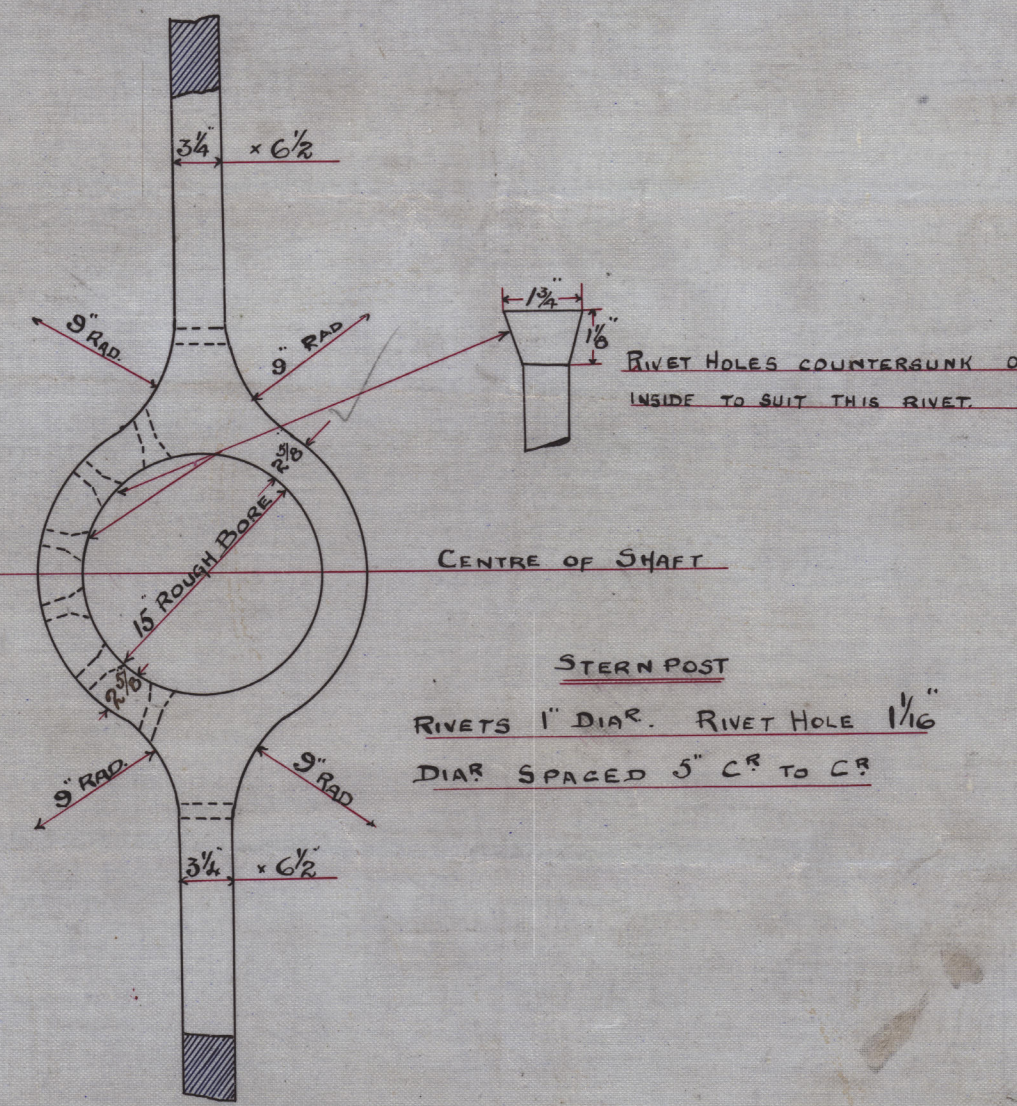 3¼" × 6½
9" RAD.
9" RAD
1¾"
1⅛"
RIVET HOLES COUNTERSUNK
INSIDE TO SUIT THIS RIVET.
2⅝
15" ROUGH BORE
CENTRE OF SHAFT
2⅝
STERN POST
RIVETS 1" DIAR. RIVET HOLE 1 1/16"
DIAR SPACED 5" CR TO CR
9" RAD.
9" RAD
3¼" × 6½"